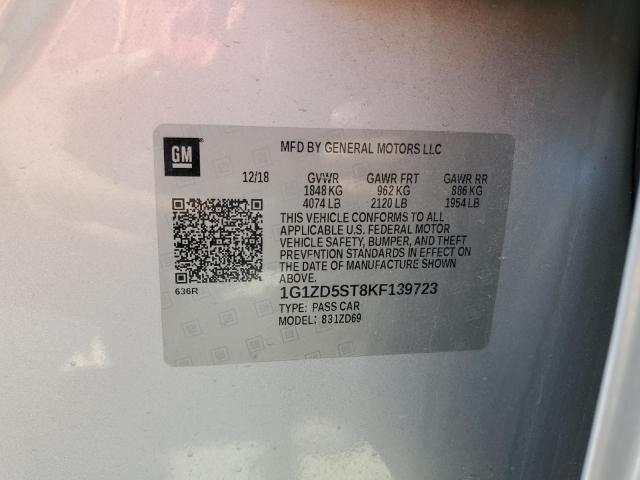 GM
MFD BY GENERAL MOTORS LLC
12/18 GVWR GAWR FRT GAWR RR
1848 KG 962 KG 886 KG
4074 LB 2120 LB 1954 LB
THIS VEHICLE CONFORMS TO ALL
APPLICABLE U.S. FEDERAL MOTOR
VEHICLE SAFETY, BUMPER, AND THEFT
PREVENTION STANDARDS IN EFFECT ON
THE DATE OF MANUFACTURE SHOWN
ABOVE.
636R
1G1ZD5ST8KF139723
TYPE: PASS CAR
MODEL: 831ZD69